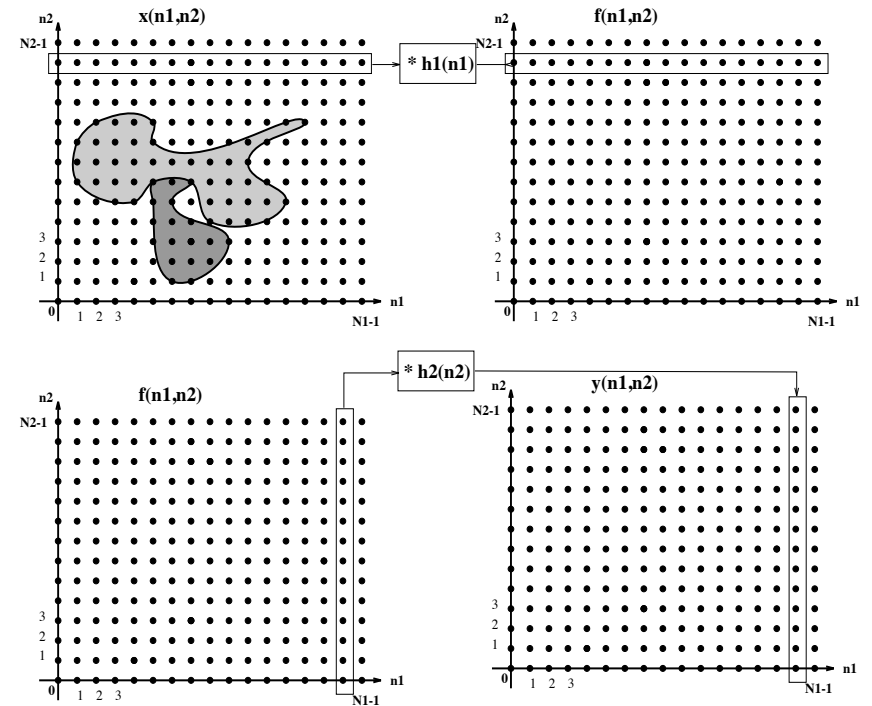 n2
x(n1,n2)
N2-1
* h1(n1)
3
2
1
0
1 2 3
n1
N1-1
f(n1,n2)
N2-1
3
2
1
0
1 2 3
n1
N1-1
* h2(n2)
n2
f(n1,n2)
N2-1
3
2
1
0
1 2 3
n1
N1-1
n2
y(n1,n2)
N2-1
3
2
1
0
1 2 3
n1
N1-1